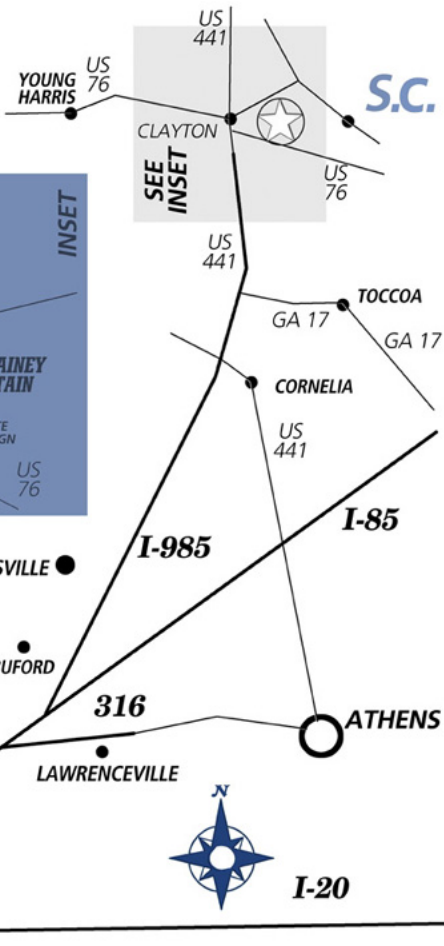 US
441
US
76
YOUNG
HARRIS
S.C.
CLAYTON
SEE
INSET
US
76
INSET
US
441
TOCCOA
GA 17
GA 17
CORNELIA
US
441
US
76
I-985
I-85
316
ATHENS
LAWRENCEVILLE
N
I-20